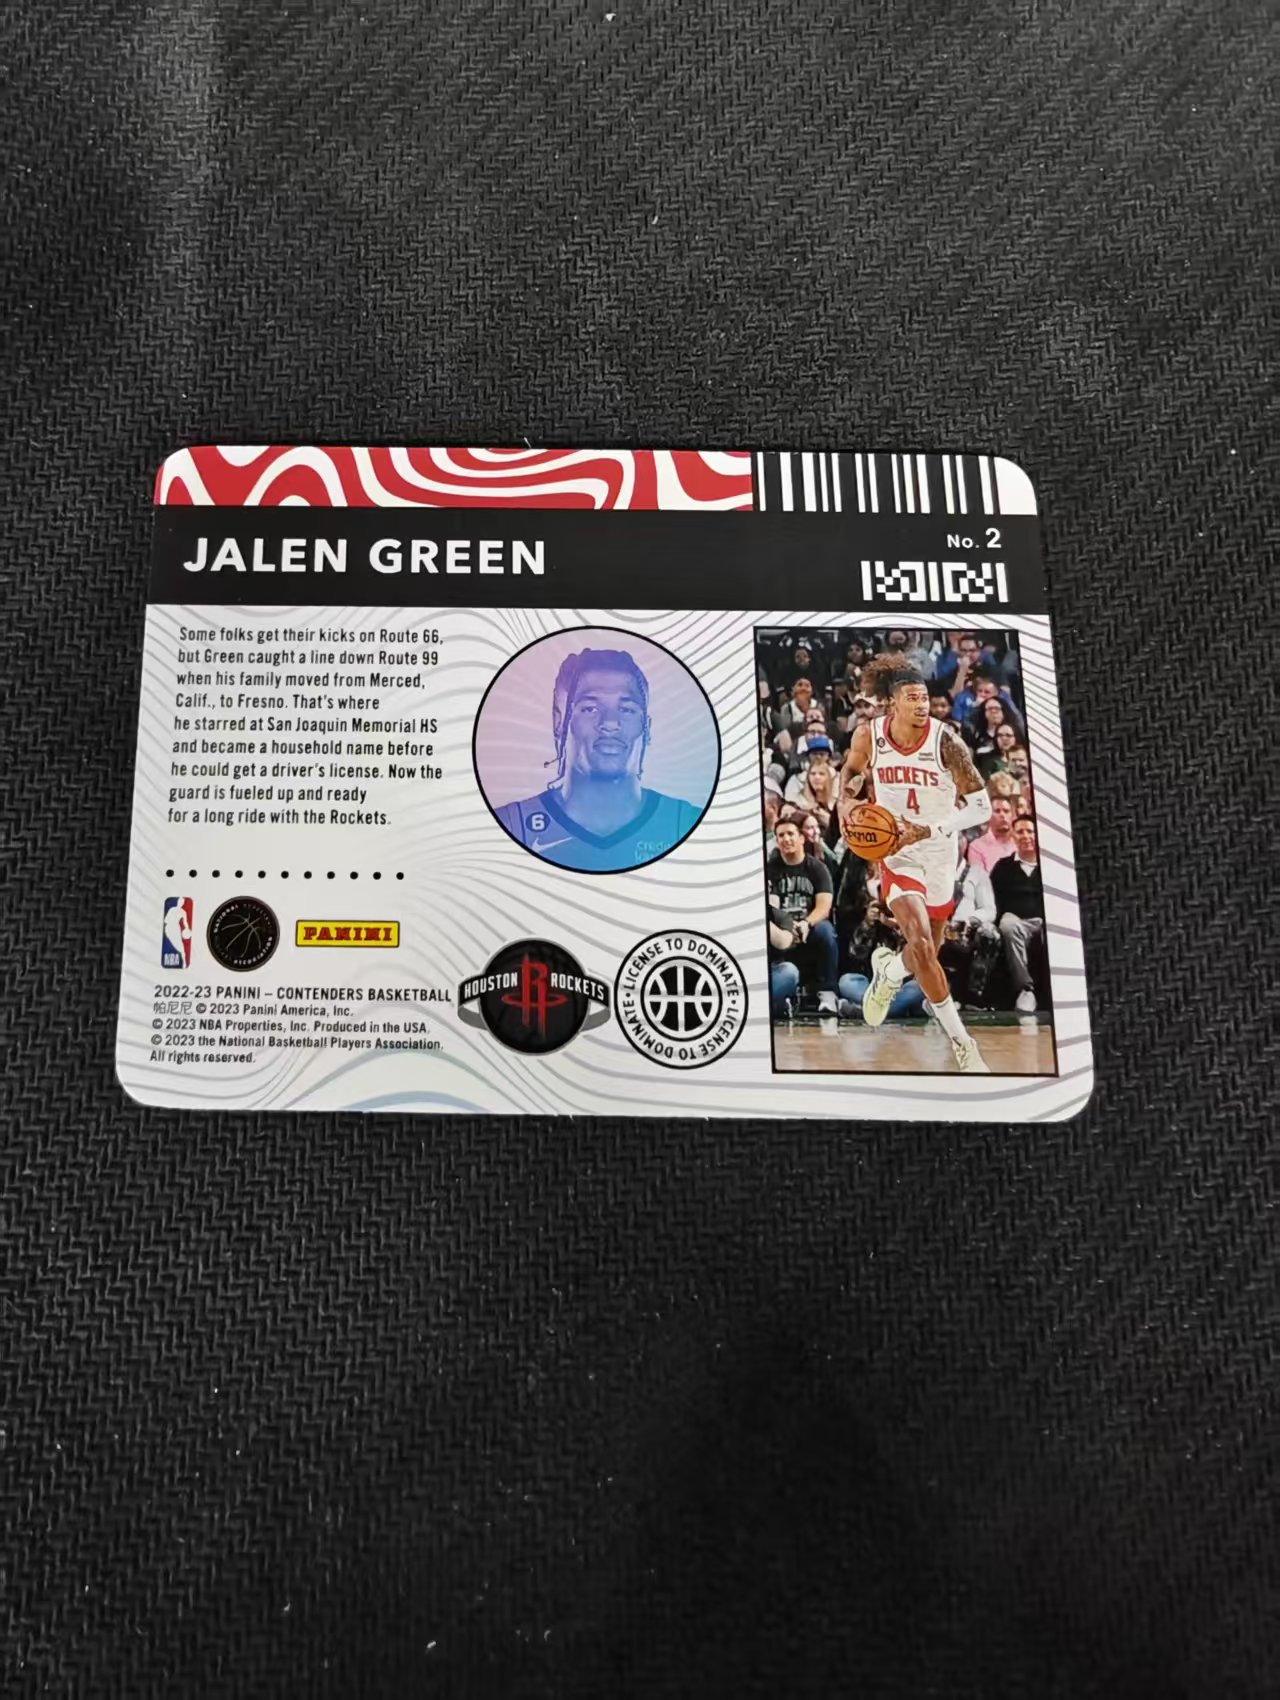 JALEN GREEN
No. 2
Some folks get their kicks on Route 66,
but Green caught a line down Route 99
when his family moved from Merced,
Calif., to Fresno. That's where
he starred at San Joaquin Memorial HS
and became a household name before
he could get a driver's license. Now the
guard is fueled up and ready
for a long ride with the Rockets.
6
ROCKETS
4
NBA
PANINI
HOUSTON ROCKETS
LICENSE TO DOMINATE • LICENSE TO DOMINATE •
2022-23 PANINI – CONTENDERS BASKETBALL
帕尼尼 © 2023 Panini America, Inc.
© 2023 NBA Properties, Inc. Produced in the USA.
© 2023 the National Basketball Players Association.
All rights reserved.